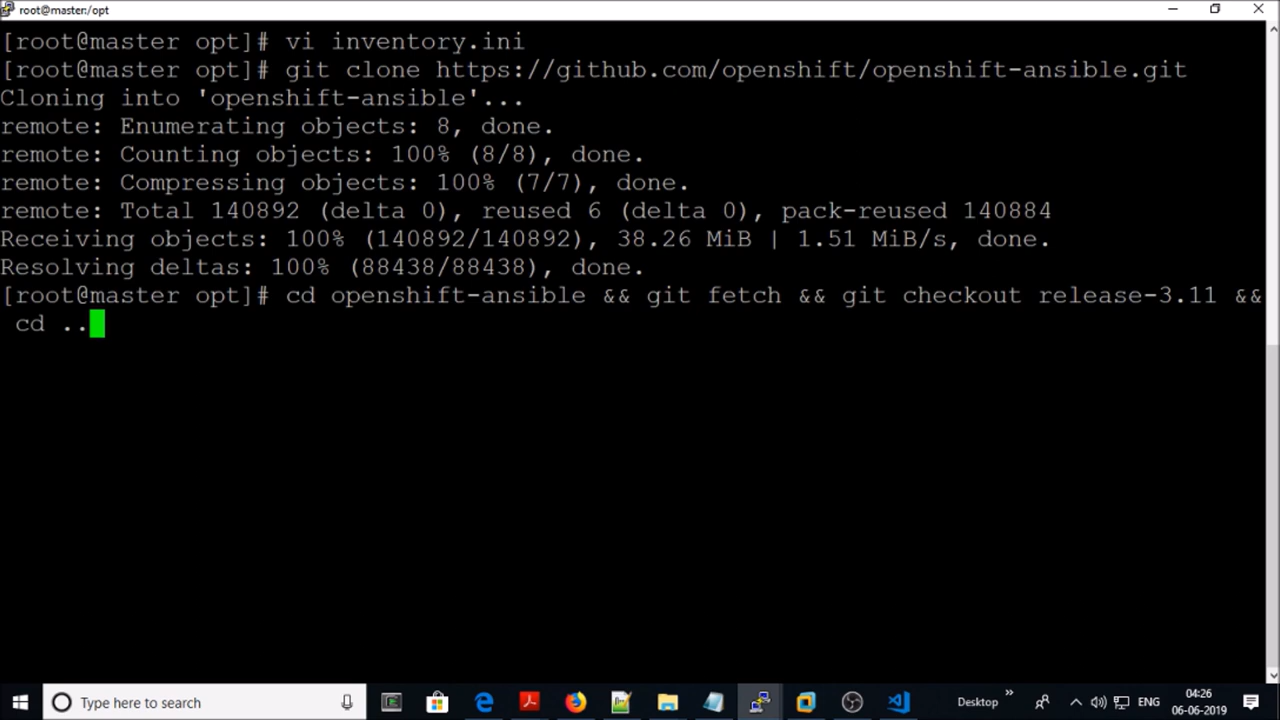 root@master:/opt
[root@master opt]# vi inventory.ini
[root@master opt]# git clone https://github.com/openshift/openshift-ansible.git
Cloning into 'openshift-ansible'...
remote: Enumerating objects: 8, done.
remote: Counting objects: 100% (8/8), done.
remote: Compressing objects: 100% (7/7), done.
remote: Total 140892 (delta 0), reused 6 (delta 0), pack-reused 140884
Receiving objects: 100% (140892/140892), 38.26 MiB | 1.51 MiB/s, done.
Resolving deltas: 100% (88438/88438), done.
[root@master opt]# cd openshift-ansible && git fetch && git checkout release-3.11 &&
 cd ..
Type here to search
Desktop
ENG
04:26
06-06-2019